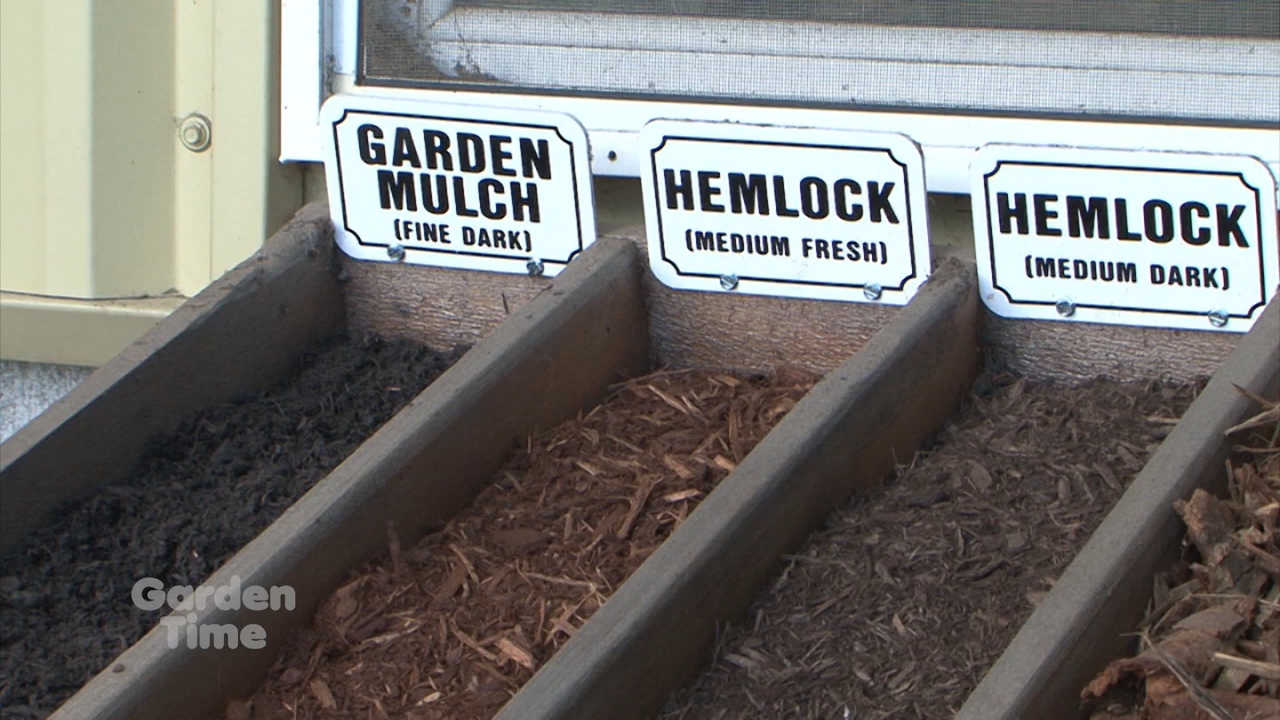 GARDEN
MULCH
(FINE DARK)
HEMLOCK
(MEDIUM FRESH)
HEMLOCK
(MEDIUM DARK)
Garden
Time